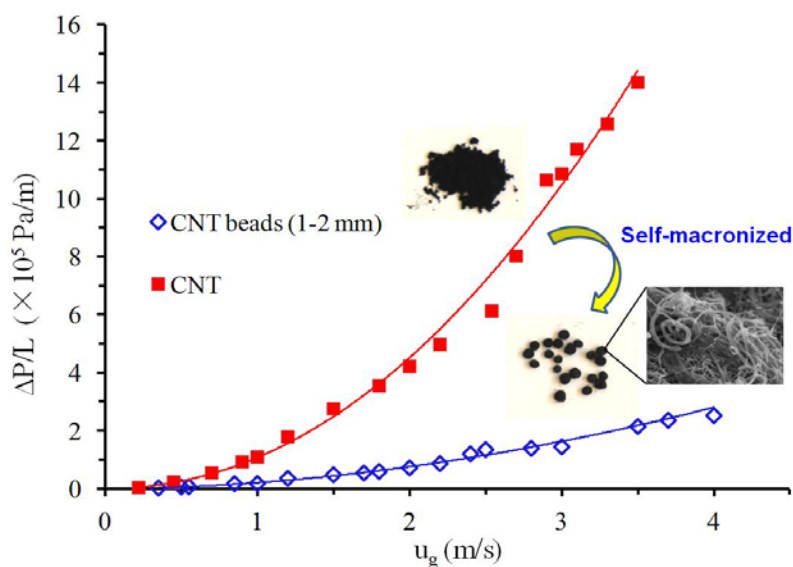 16
14
12
10
8
6
4
2
0
ΔP/L (×10⁵ Pa/m)
CNT beads (1-2 mm)
CNT
Self-macronized
0 1 2 3 4
u_g (m/s)